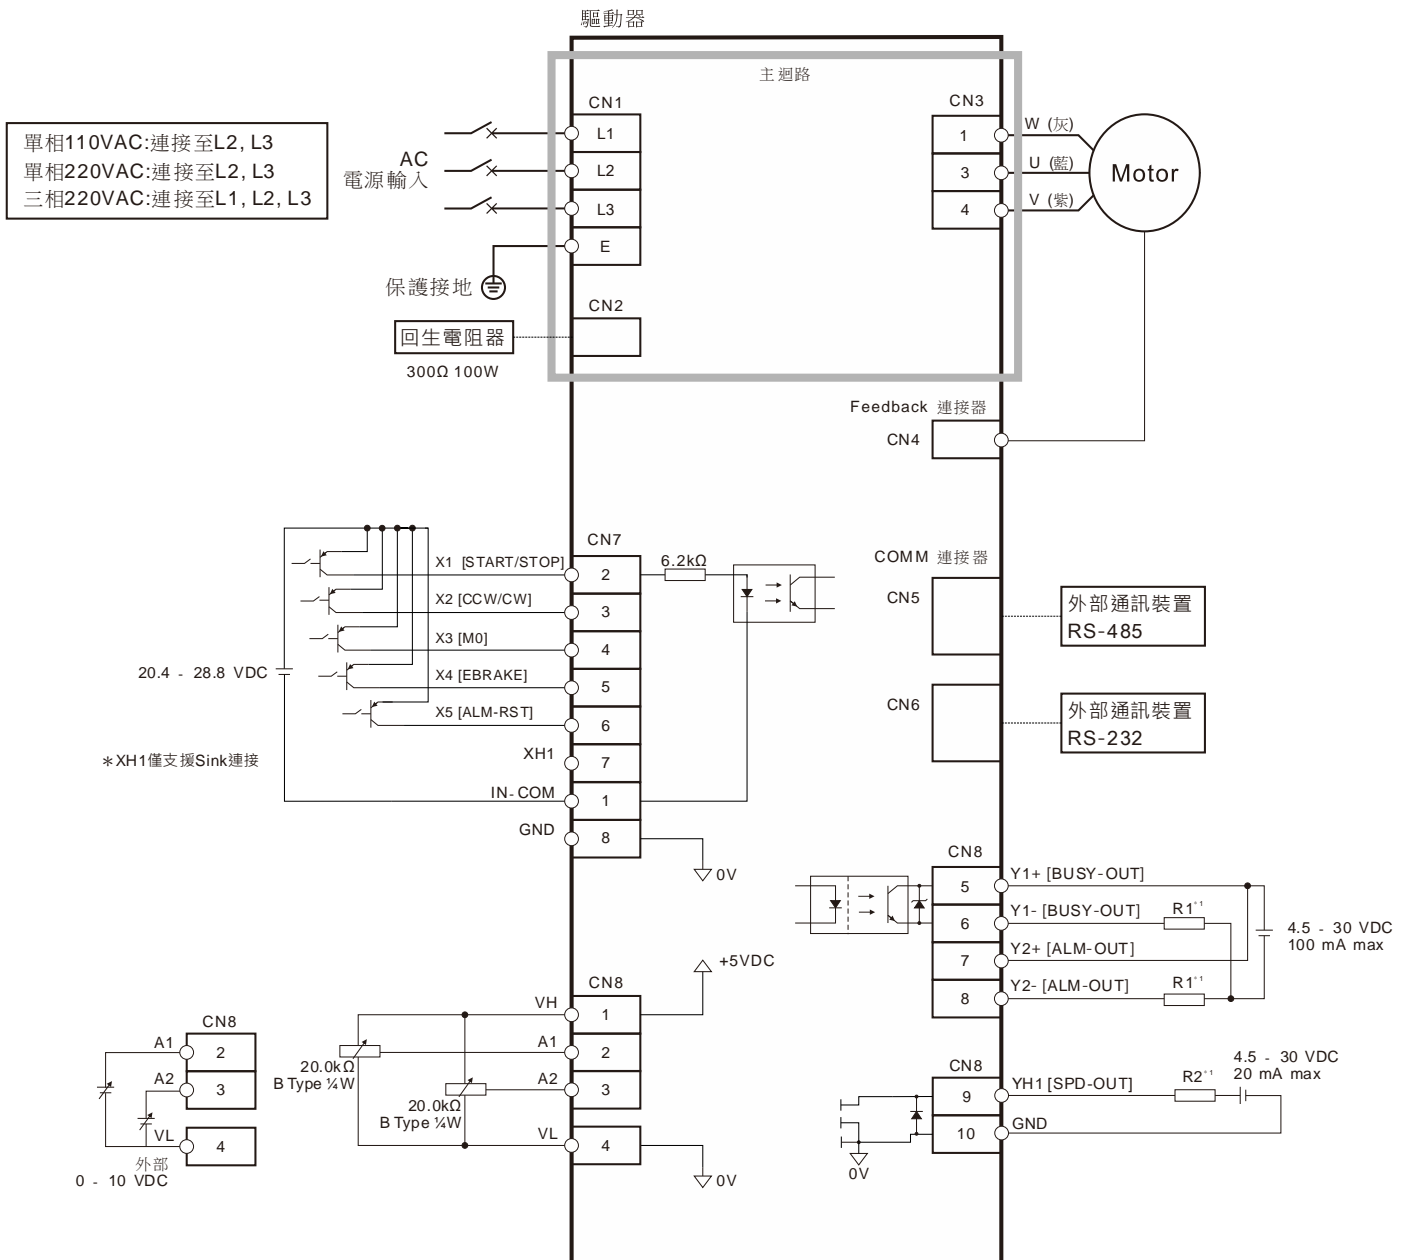 驅動器
主迴路
單相110VAC:連接至L2, L3
單相220VAC:連接至L2, L3
三相220VAC:連接至L1, L2, L3
AC
電源輸入
CN1
L1
L2
L3
E
保護接地
CN2
回生電阻器
300Ω 100W
CN3
1
3
4
W (灰)
U (藍)
V (紫)
Motor
Feedback 連接器
CN4
CN7
X1 [START/STOP]
2
X2 [CCW/CW]
3
X3 [M0]
4
X4 [EBRAKE]
5
X5 [ALM-RST]
6
XH1
7
IN-COM
1
GND
8
6.2kΩ
0V
20.4 - 28.8 VDC
＊XH1僅支援Sink連接
COMM 連接器
CN5
外部通訊裝置
RS-485
CN6
外部通訊裝置
RS-232
CN8
5
Y1+ [BUSY-OUT]
6
Y1- [BUSY-OUT]
R1*1
7
Y2+ [ALM-OUT]
8
Y2- [ALM-OUT]
R1*1
4.5 - 30 VDC
100 mA max
+5VDC
CN8
VH
1
A1
2
A2
3
VL
4
0V
20.0kΩ
B Type ¼W
20.0kΩ
B Type ¼W
CN8
A1
2
A2
3
VL
4
外部
0 - 10 VDC
CN8
9
YH1 [SPD-OUT]
R2*1
4.5 - 30 VDC
20 mA max
10
GND
0V